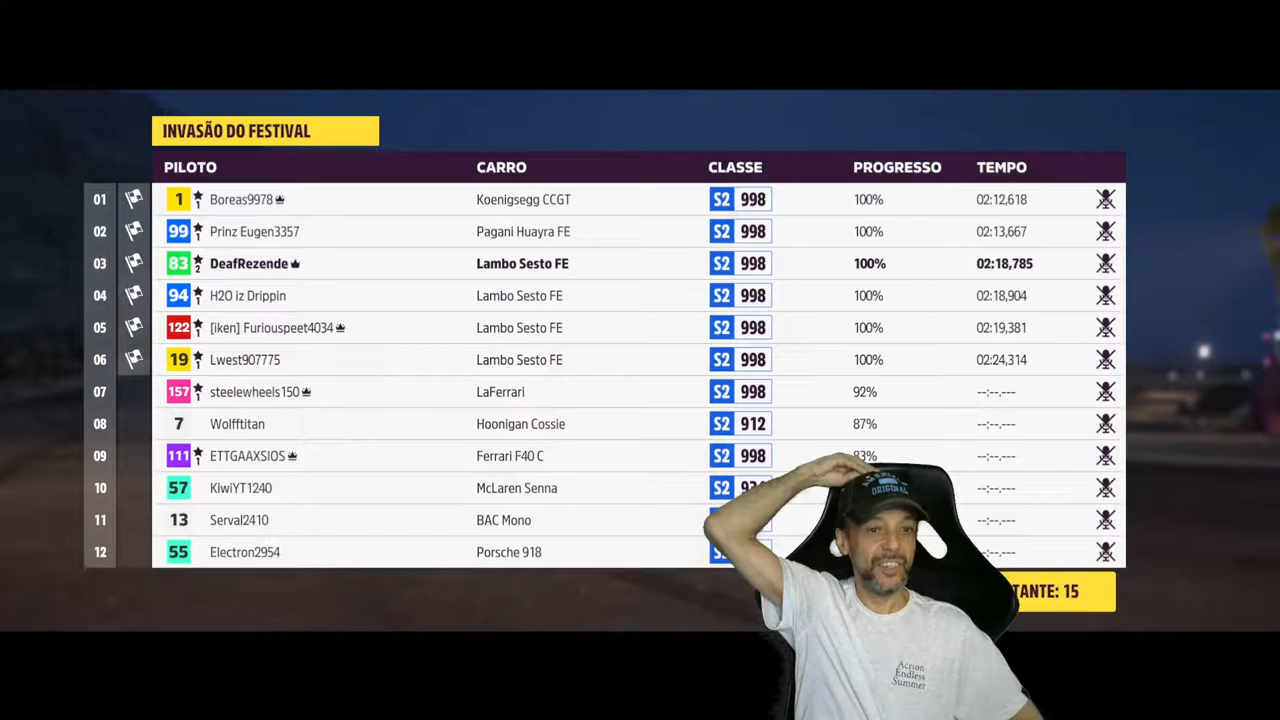 INVASÃO DO FESTIVAL
PILOTO CARRO CLASSE PROGRESSO TEMPO
01 1 1 Boreas9978 Koenigsegg CCGT S2 998 100% 02:12,618
02 99 1 Prinz Eugen3357 Pagani Huayra FE S2 998 100% 02:13,667
03 83 2 DeafRezende Lambo Sesto FE S2 998 100% 02:18,785
04 94 1 H2O iz Drippin Lambo Sesto FE S2 998 100% 02:18,904
05 122 1 [iken] Furiouspeet4034 Lambo Sesto FE S2 998 100% 02:19,381
06 19 1 Lwest907775 Lambo Sesto FE S2 998 100% 02:24,314
07 157 1 steelewheels150 LaFerrari S2 998 92% --:--,---
08 7 Wolfftitan Hoonigan Cossie S2 912 87% --:--,---
09 111 1 ETTGAAXSIOS Ferrari F40 C S2 998 83% --:--,---
10 57 KiwiYT1240 McLaren Senna S2 --:--,---
11 13 Serval2410 BAC Mono --:--,---
12 55 Electron2954 Porsche 918 --:--,---
TANTE: 15
ORIGINAL
Action
Endless
Summer